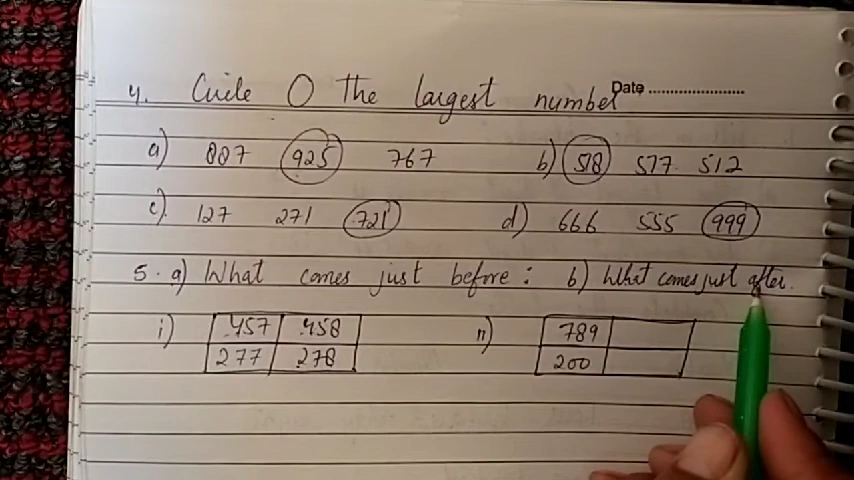 4. Circle O The largest number Date ........................
a) 887 925 767 b) 518 517 512
c). 127 271 721 d) 666 555 999
5. a) What comes just before : b) What comes just after.
i) 457 458 ii) 789
277 278 200